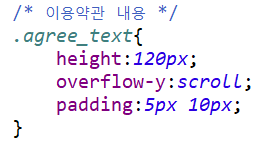 /* 이용약관 내용 */
.agree_text{
    height:120px;
    overflow-y:scroll;
    padding:5px 10px;
}